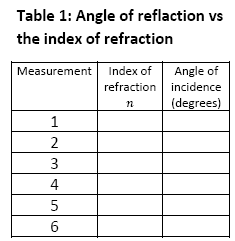 Table 1: Angle of reflaction vs
the index of refraction
Measurement Index of Angle of
refraction incidence
n (degrees)
1
2
3
4
5
6